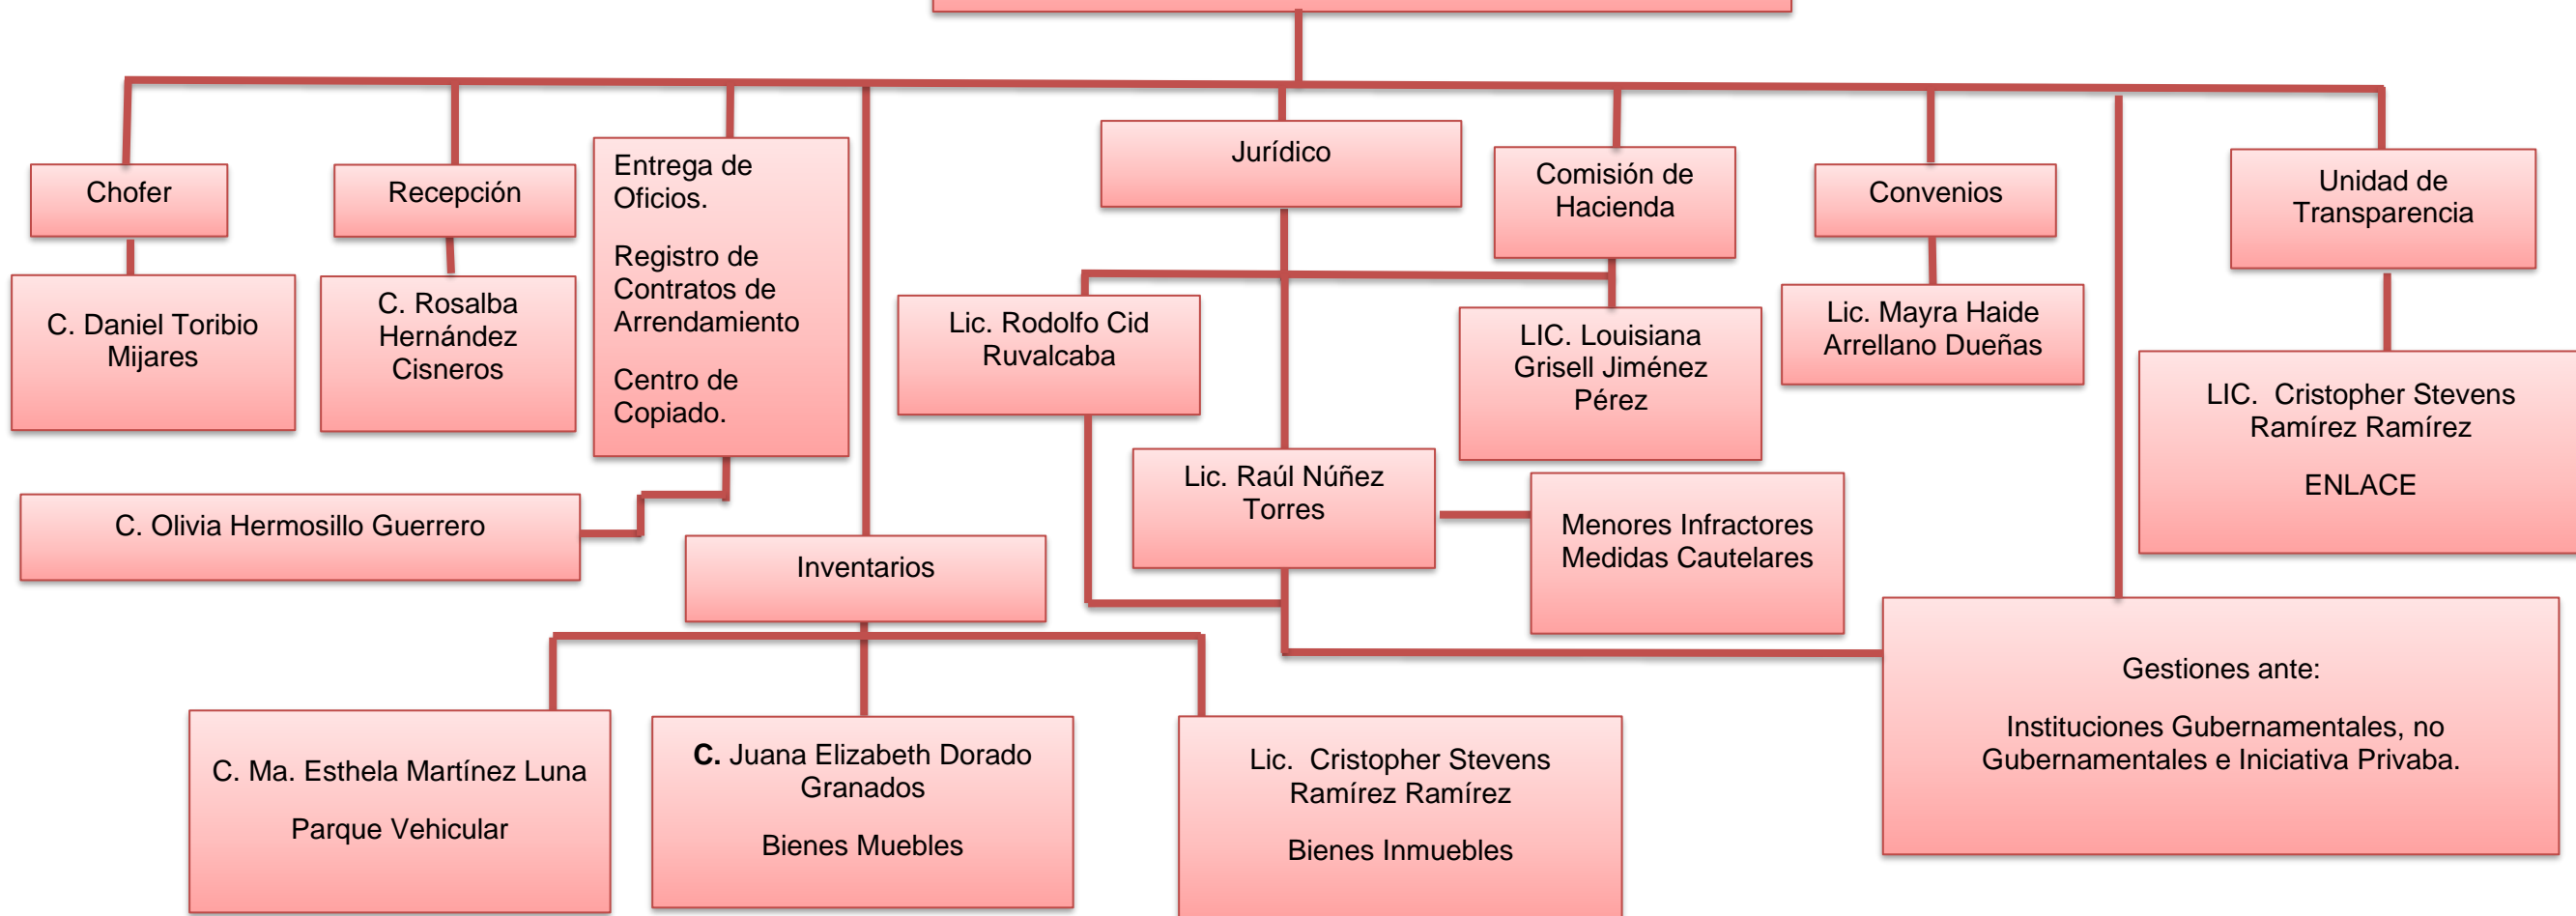 Chofer
Recepción
Entrega de
Oficios.
Registro de
Contratos de
Arrendamiento
Centro de
Copiado.
Jurídico
Comisión de
Hacienda
Convenios
Unidad de
Transparencia
C. Daniel Toribio
Mijares
C. Rosalba
Hernández
Cisneros
Lic. Rodolfo Cid
Ruvalcaba
LIC. Louisiana
Grisell Jiménez
Pérez
Lic. Mayra Haide
Arrellano Dueñas
LIC. Cristopher Stevens
Ramírez Ramírez
ENLACE
C. Olivia Hermosillo Guerrero
Lic. Raúl Núñez
Torres
Menores Infractores
Medidas Cautelares
Inventarios
Gestiones ante:
Instituciones Gubernamentales, no
Gubernamentales e Iniciativa Privaba.
C. Ma. Esthela Martínez Luna
Parque Vehicular
C. Juana Elizabeth Dorado
Granados
Bienes Muebles
Lic. Cristopher Stevens
Ramírez Ramírez
Bienes Inmuebles